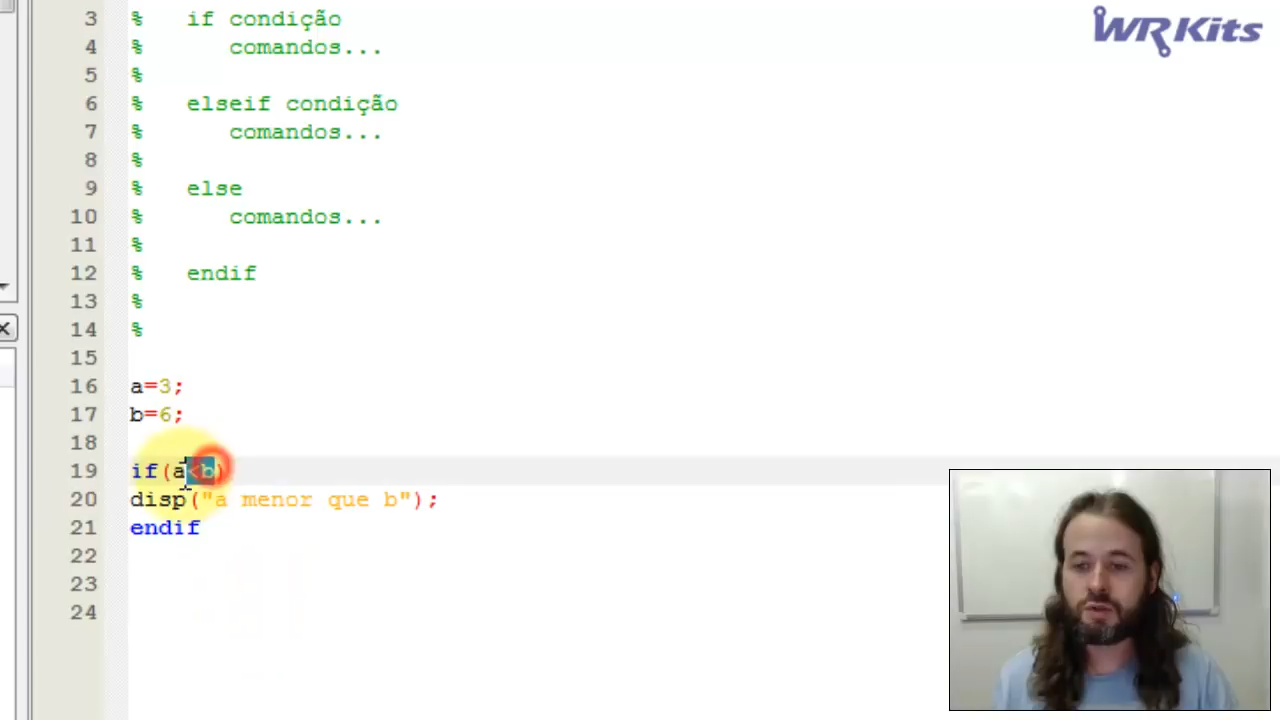 WR Kits
3 % if condição
4 % comandos...
5 %
6 % elseif condição
7 % comandos...
8 %
9 % else
10 % comandos...
11 %
12 % endif
13 %
14 %
15
16 a=3;
17 b=6;
18
19 if(a<b)
20 disp("a menor que b");
21 endif
22
23
24